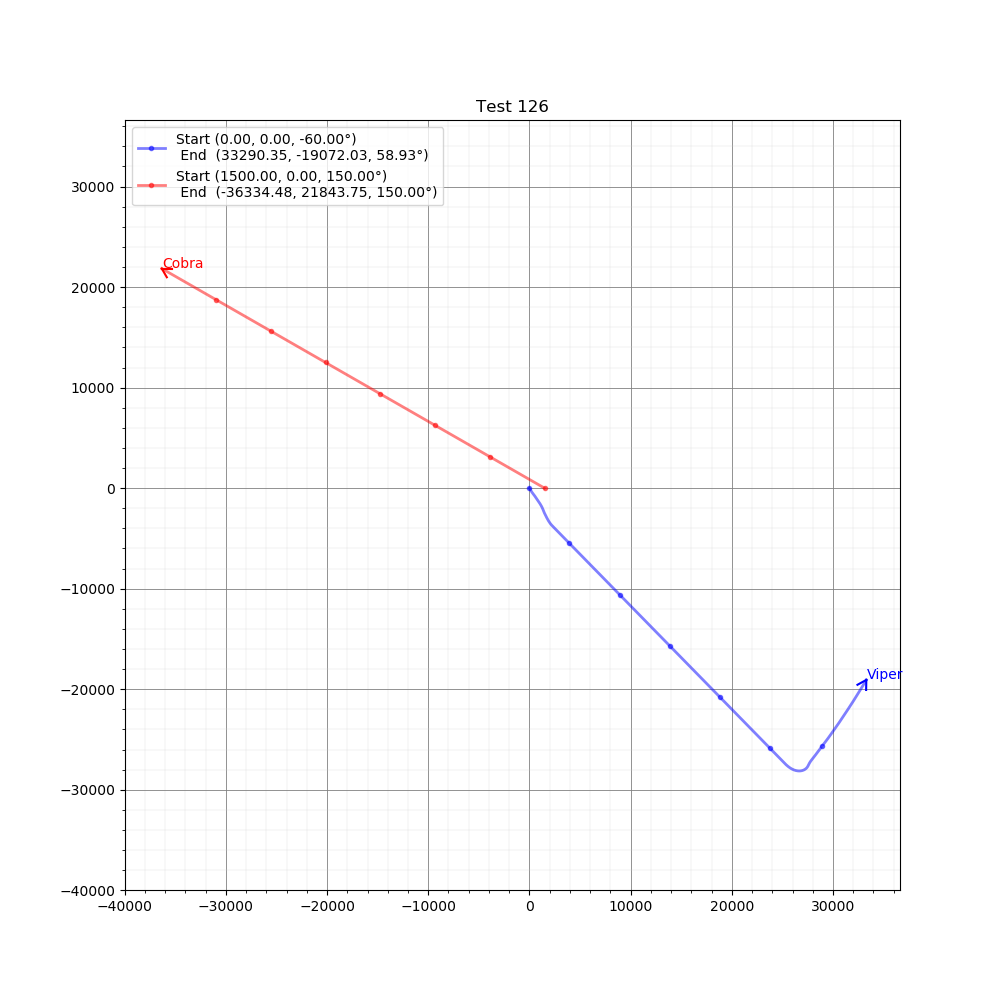 Test 126
Start (0.00, 0.00, -60.00°)
End (33290.35, -19072.03, 58.93°)
Start (1500.00, 0.00, 150.00°)
End (-36334.48, 21843.75, 150.00°)
30000
Cobra
20000
10000
0
−10000
Viper
−20000
−30000
−40000
−40000 −30000 −20000 −10000 0 10000 20000 30000